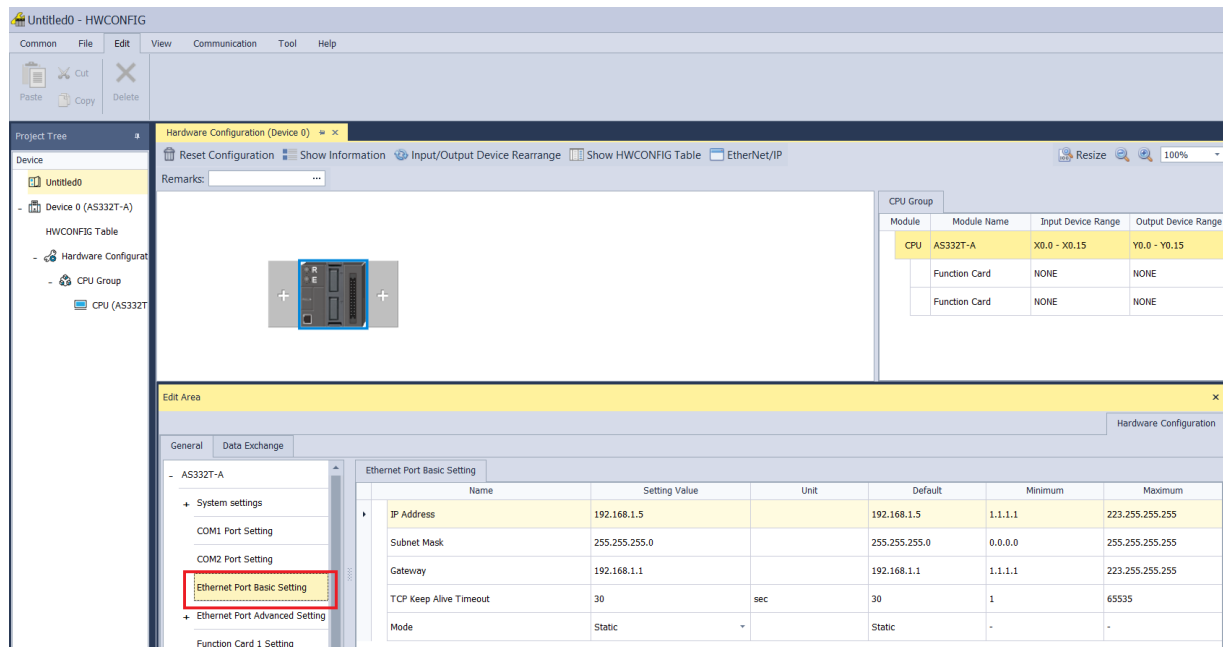 Untitled0 - HWCONFIG
Common File Edit View Communication Tool Help
Paste Cut Copy Delete
Project Tree
Device
Untitled0
Device 0 (AS332T-A)
HWCONFIG Table
Hardware Configurat
CPU Group
CPU (AS332T
Hardware Configuration (Device 0)
Reset Configuration Show Information Input/Output Device Rearrange Show HWCONFIG Table EtherNet/IP Resize 100%
Remarks: ...
R
E
CPU Group
Module Module Name Input Device Range Output Device Range
CPU AS332T-A X0.0 - X0.15 Y0.0 - Y0.15
Function Card NONE NONE
Function Card NONE NONE
Edit Area
Hardware Configuration
General Data Exchange
AS332T-A
System settings
COM1 Port Setting
COM2 Port Setting
Ethernet Port Basic Setting
Ethernet Port Advanced Setting
Function Card 1 Setting
Ethernet Port Basic Setting
Name Setting Value Unit Default Minimum Maximum
IP Address 192.168.1.5 192.168.1.5 1.1.1.1 223.255.255.255
Subnet Mask 255.255.255.0 255.255.255.0 0.0.0.0 255.255.255.255
Gateway 192.168.1.1 192.168.1.1 1.1.1.1 223.255.255.255
TCP Keep Alive Timeout 30 sec 30 1 65535
Mode Static Static - -